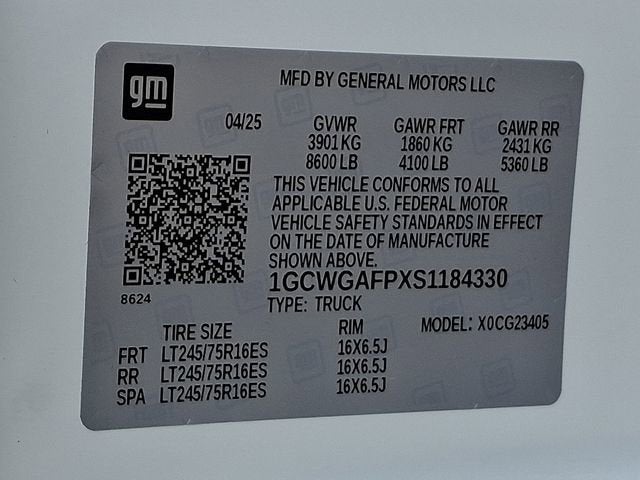 gm
MFD BY GENERAL MOTORS LLC
04/25 GVWR GAWR FRT GAWR RR
3901 KG 1860 KG 2431 KG
8600 LB 4100 LB 5360 LB
THIS VEHICLE CONFORMS TO ALL
APPLICABLE U.S. FEDERAL MOTOR
VEHICLE SAFETY STANDARDS IN EFFECT
ON THE DATE OF MANUFACTURE
SHOWN ABOVE.
1GCWGAFPXS1184330
8624
TYPE: TRUCK
TIRE SIZE RIM MODEL: X0CG23405
FRT LT245/75R16ES 16X6.5J
RR LT245/75R16ES 16X6.5J
SPA LT245/75R16ES 16X6.5J